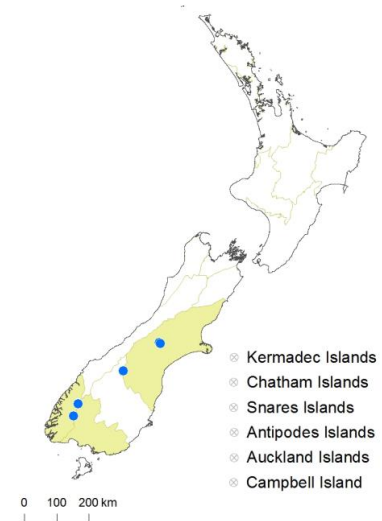 Kermadec Islands
Chatham Islands
Snares Islands
Antipodes Islands
Auckland Islands
Campbell Island
0 100 200 km